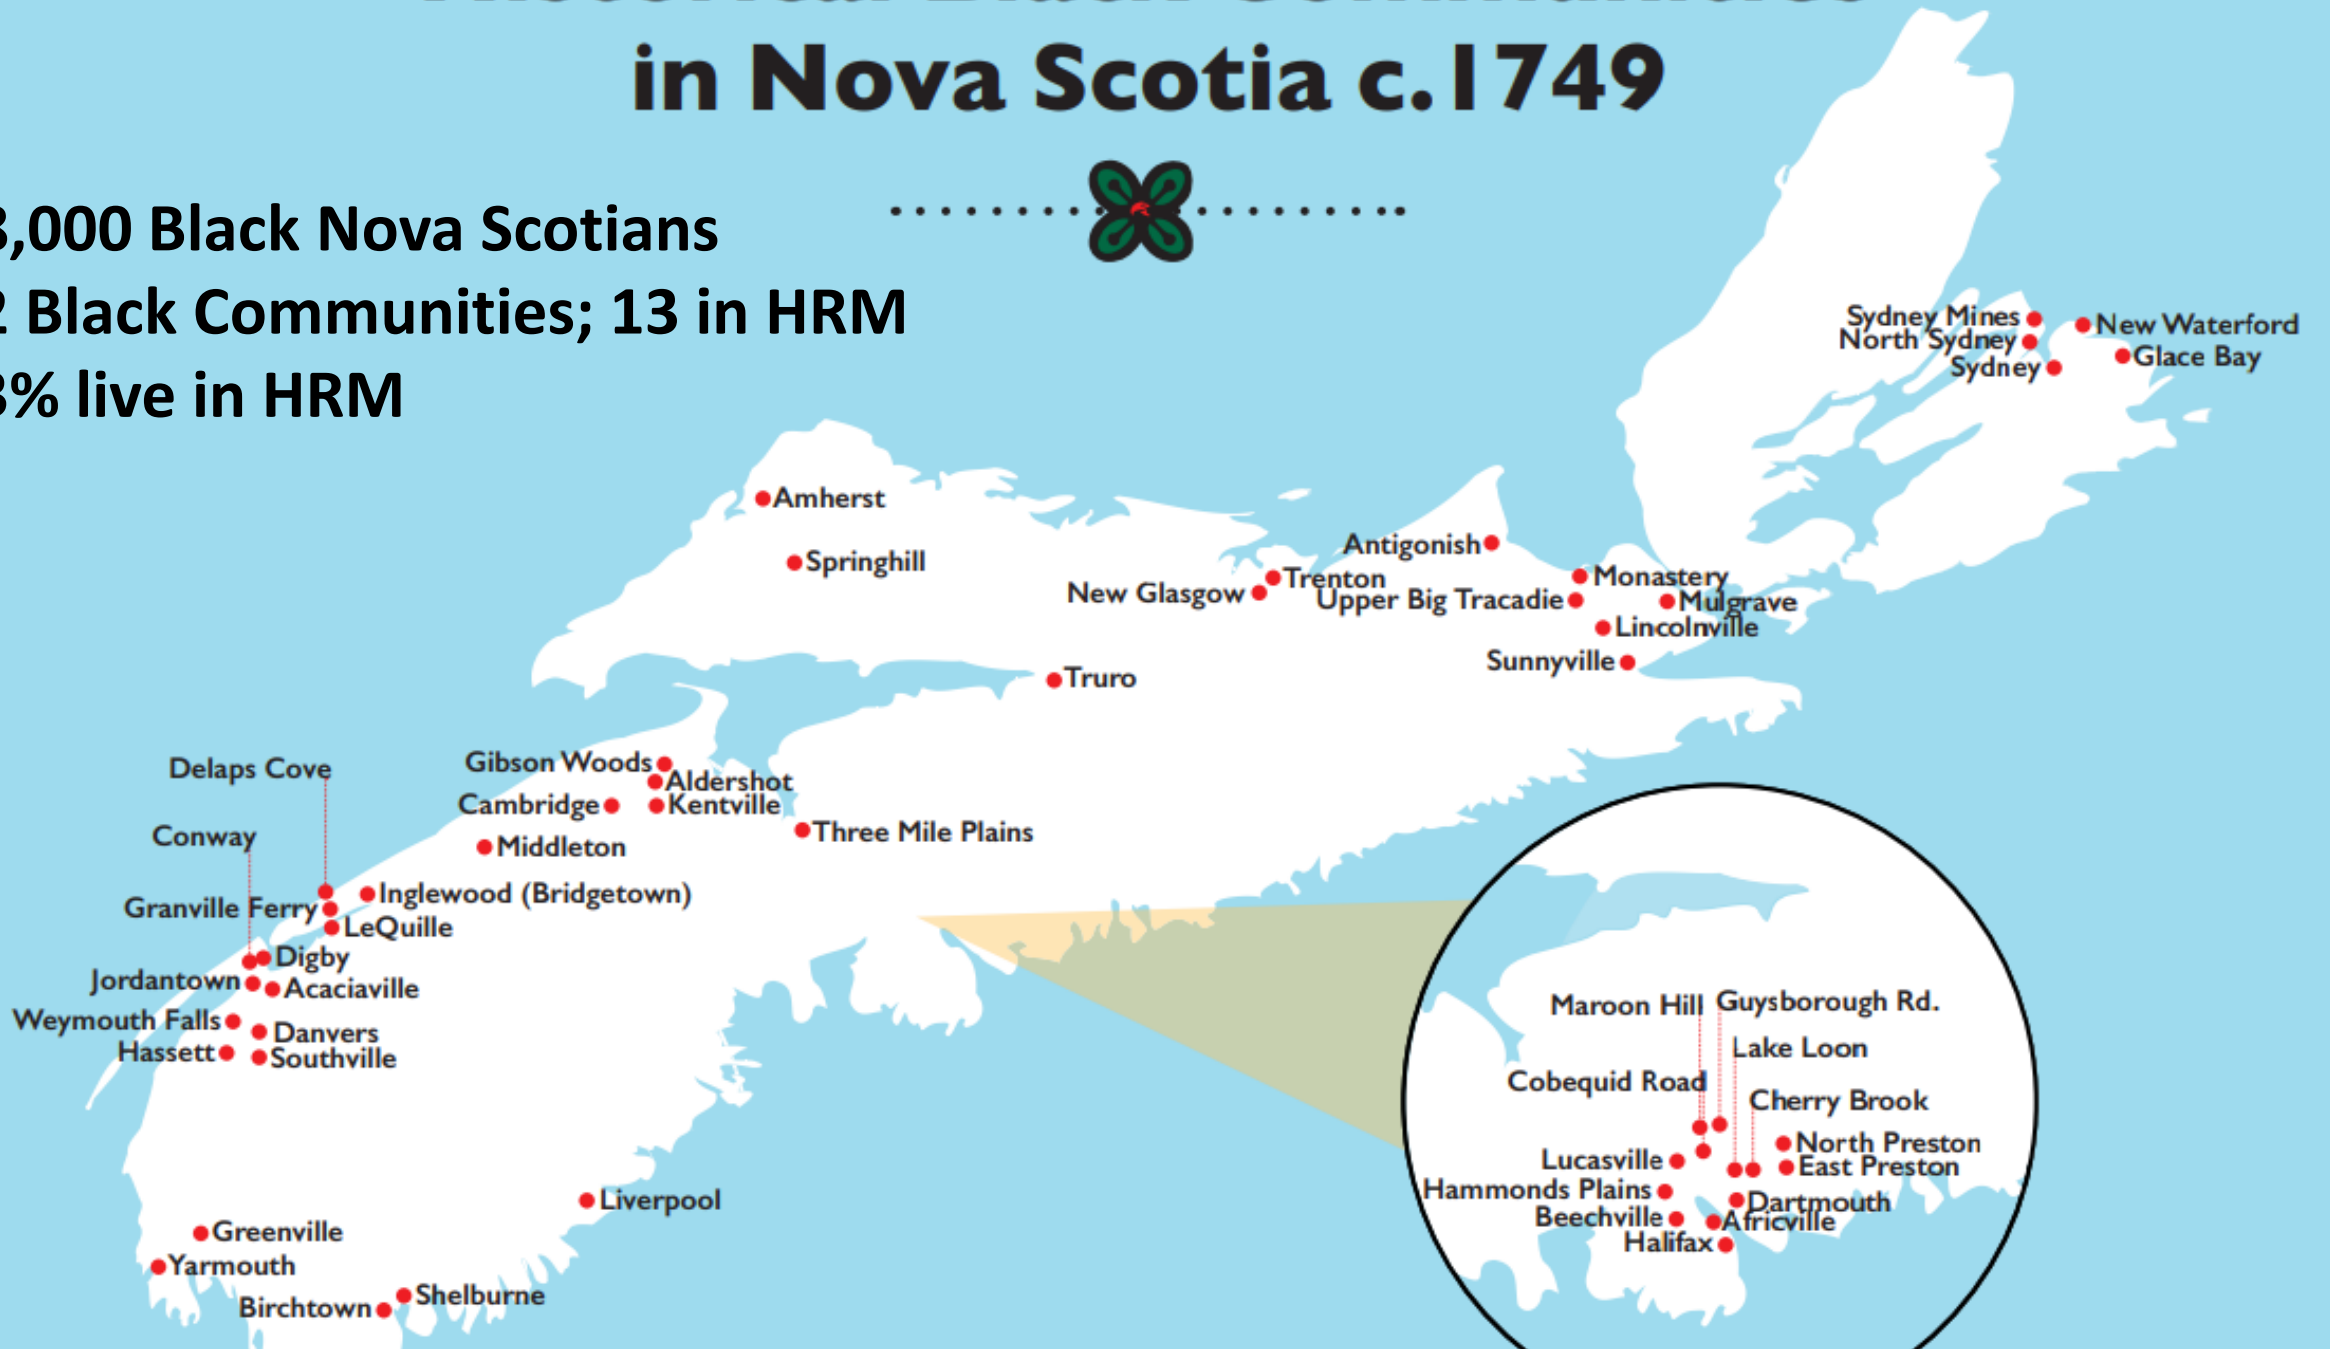 in Nova Scotia c.1749
,000 Black Nova Scotians
Black Communities; 13 in HRM
% live in HRM
Sydney Mines
North Sydney
Sydney
New Waterford
Glace Bay
Amherst
Springhill
Antigonish
Trenton
New Glasgow
Upper Big Tracadie
Monastery
Mulgrave
Lincolnville
Sunnyville
Truro
Delaps Cove
Conway
Gibson Woods
Aldershot
Cambridge
Kentville
Three Mile Plains
Middleton
Inglewood (Bridgetown)
Granville Ferry
LeQuille
Digby
Jordantown
Acaciaville
Weymouth Falls
Danvers
Hassett
Southville
Liverpool
Greenville
Yarmouth
Shelburne
Birchtown
Maroon Hill
Guysborough Rd.
Lake Loon
Cobequid Road
Cherry Brook
North Preston
East Preston
Lucasville
Hammonds Plains
Dartmouth
Beechville
Africville
Halifax